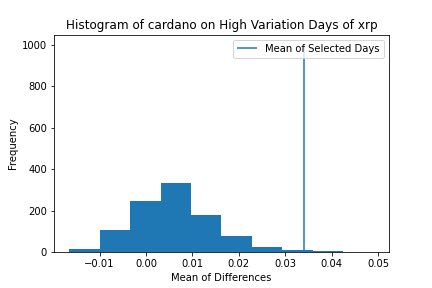 Histogram of cardano on High Variation Days of xrp
1000
800
600
400
200
0
Frequency
Mean of Selected Days
−0.01 0.00 0.01 0.02 0.03 0.04 0.05
Mean of Differences